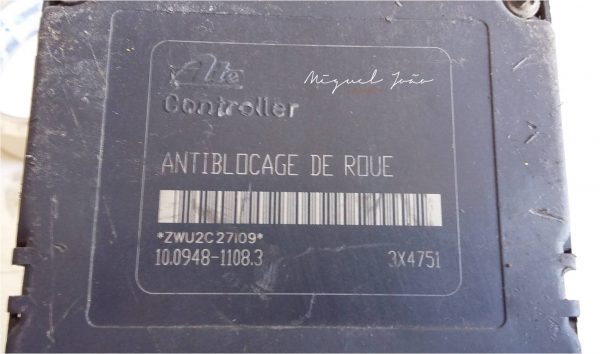 Ate
Miguel João
Controller
ANTIBLOCAGE DE ROUE
*ZWU2C27I09*
10.0948-1108.3 3X4751